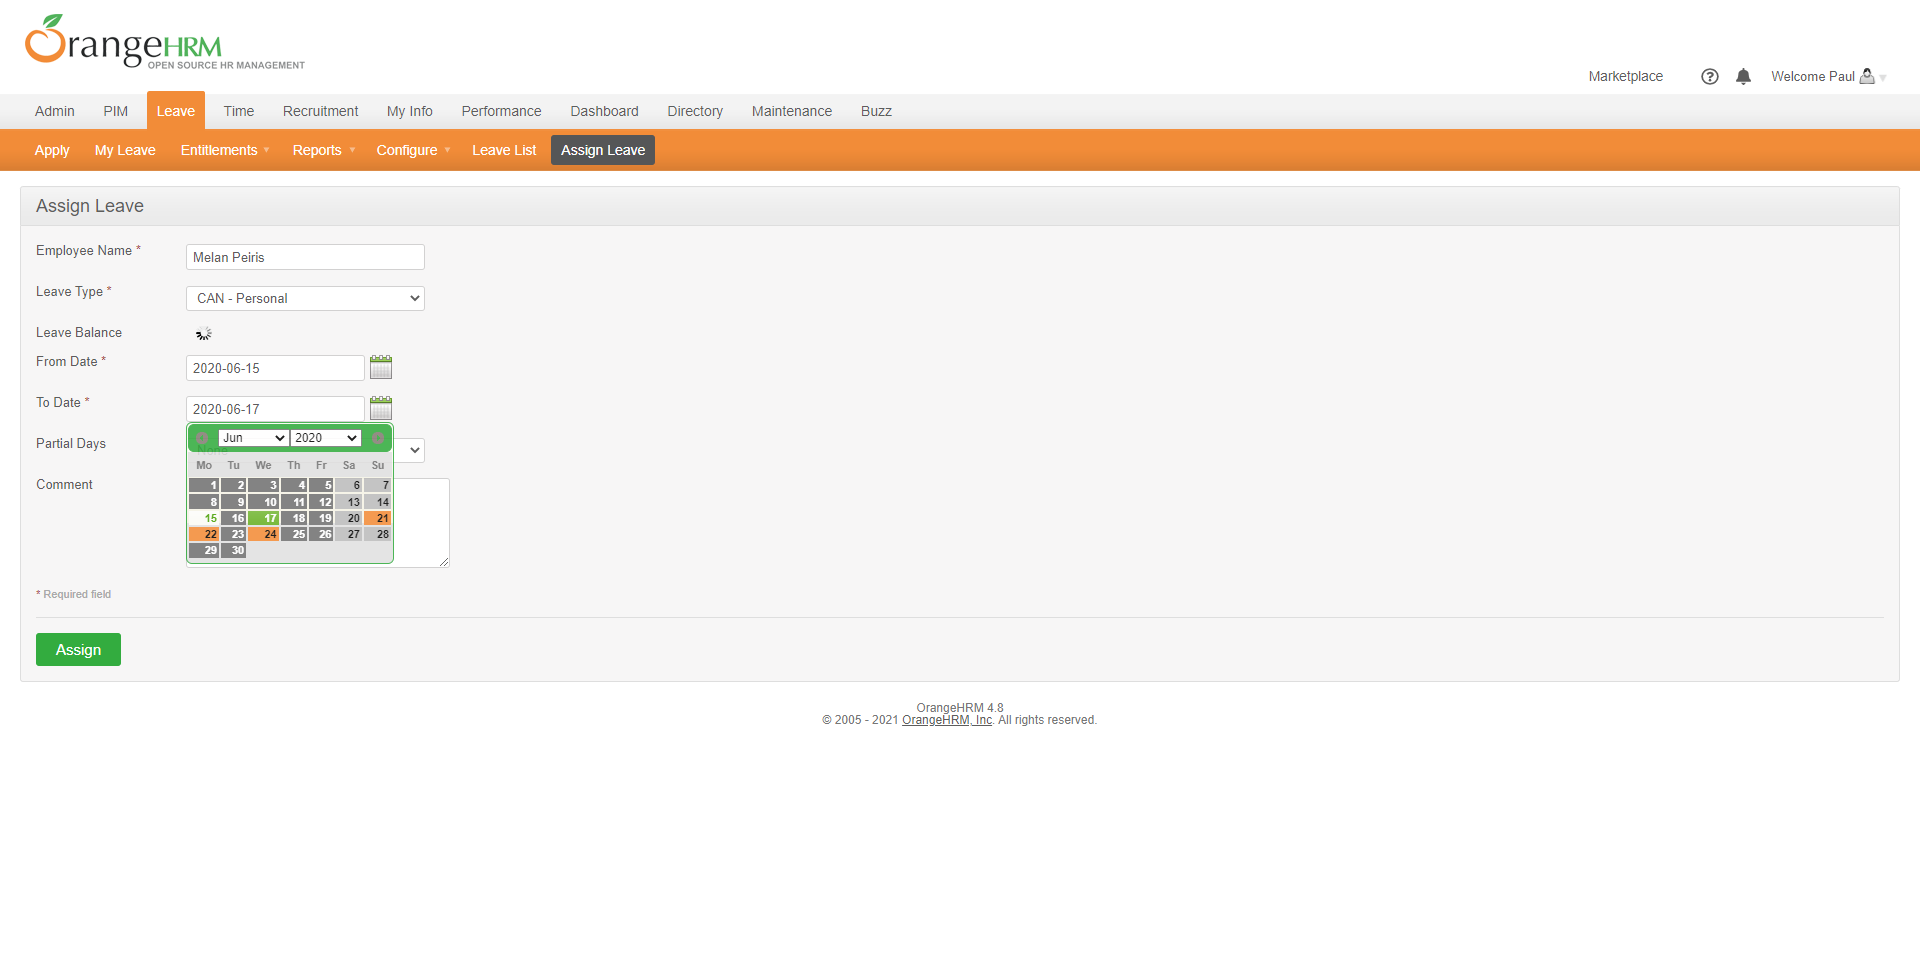 OrangeHRM
OPEN SOURCE HR MANAGEMENT
Marketplace ? Welcome Paul
Admin PIM Leave Time Recruitment My Info Performance Dashboard Directory Maintenance Buzz
Apply My Leave Entitlements Reports Configure Leave List Assign Leave
Assign Leave
Employee Name * Melan Peiris
Leave Type * CAN - Personal
Leave Balance
From Date * 2020-06-15
To Date * 2020-06-17
Jun 2020
Partial Days None
Mo Tu We Th Fr Sa Su
Comment
1 2 3 4 5 6 7
8 9 10 11 12 13 14
15 16 17 18 19 20 21
22 23 24 25 26 27 28
29 30
* Required field
Assign
OrangeHRM 4.8
© 2005 - 2021 OrangeHRM, Inc. All rights reserved.